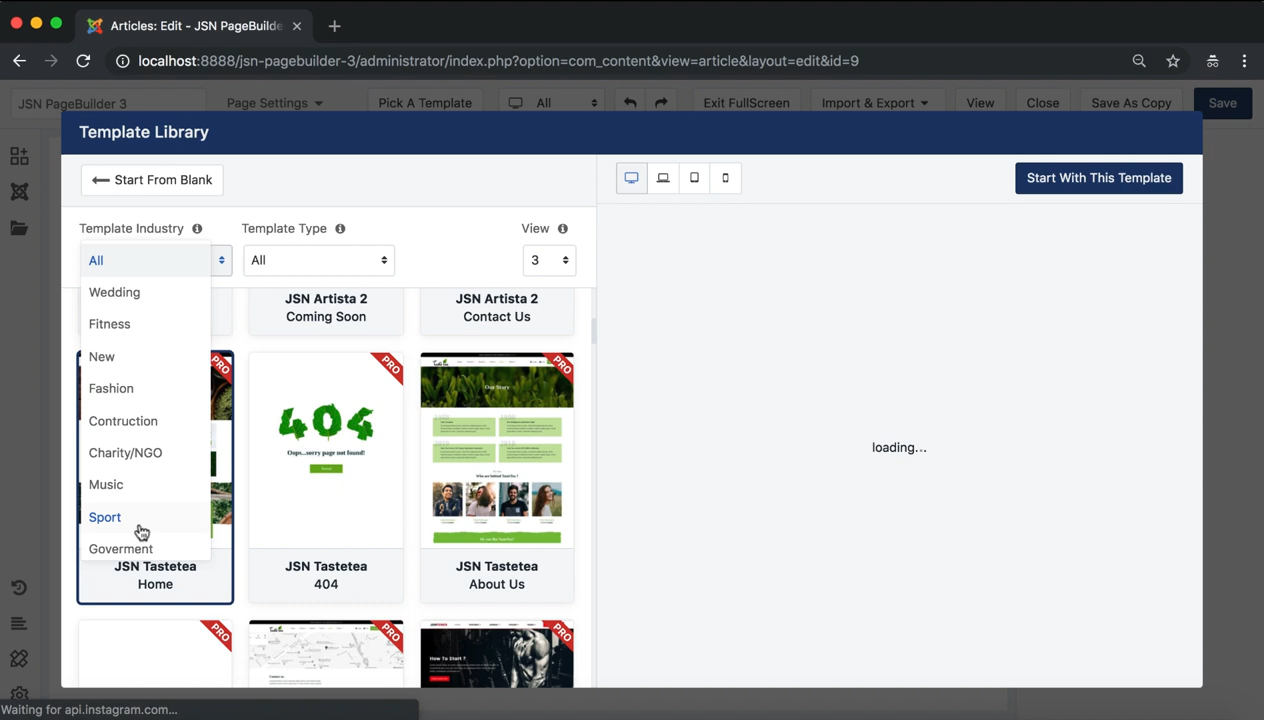 Articles: Edit - JSN PageBuilde
localhost:8888/jsn-pagebuilder-3/administrator/index.php?option=com_content&view=article&layout=edit&id=9
JSN PageBuilder 3
Page Settings
Pick A Template
All
Exit FullScreen
Import & Export
View
Close
Save As Copy
Save
Template Library
Start From Blank
Start With This Template
Template Industry
Template Type
View
All
3
All
Wedding
Fitness
New
Fashion
Contruction
Charity/NGO
Music
Sport
Goverment
JSN Artista 2
Coming Soon
JSN Artista 2
Contact Us
PRO
PRO
PRO
404
Oops...sorry page not found!
Our Story
Who are behind TasteTea ?
loading...
JSN Tastetea
Home
JSN Tastetea
404
JSN Tastetea
About Us
PRO
PRO
PRO
How To Start ?
Waiting for api.instagram.com...